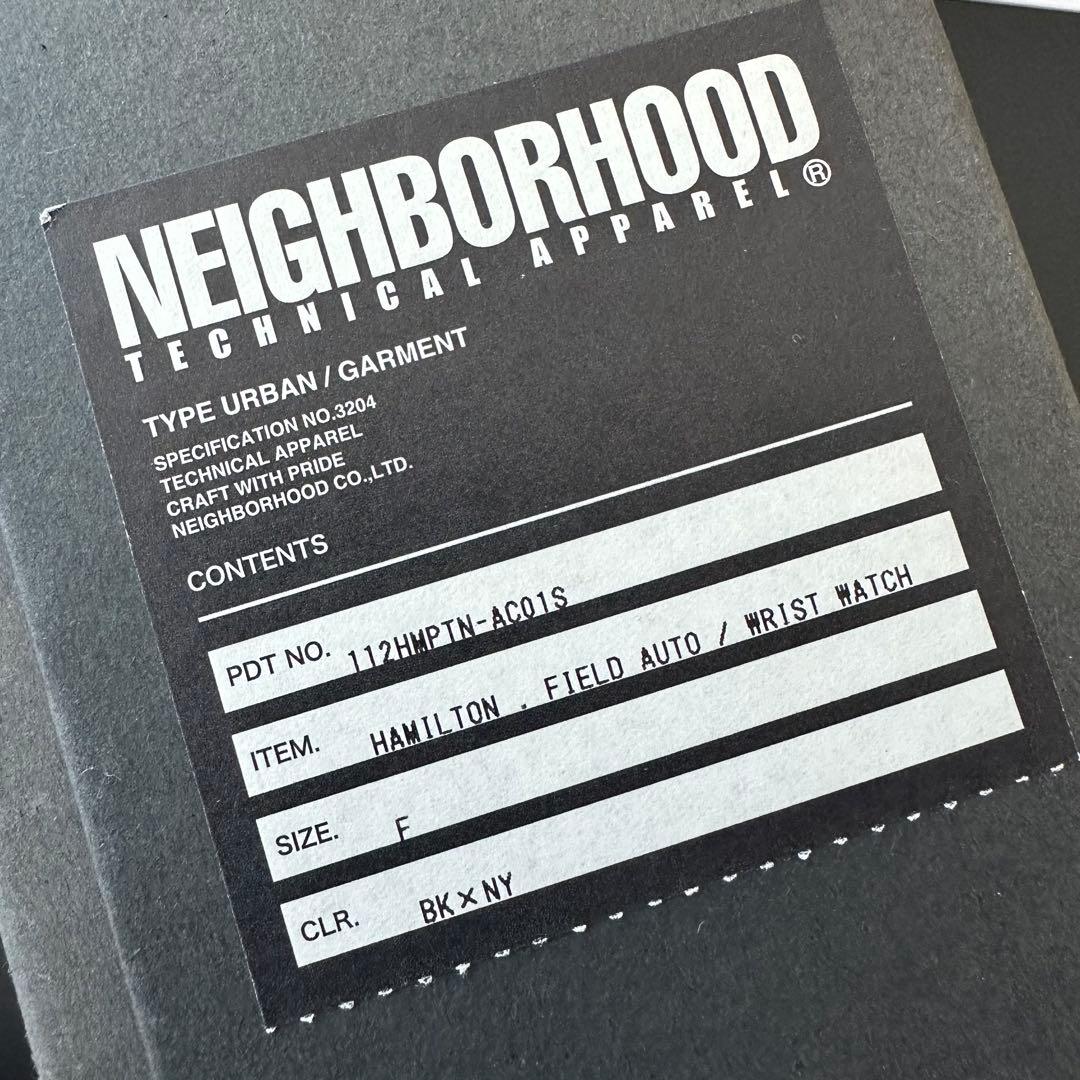 NEIGHBORHOOD
TECHNICAL APPAREL®
TYPE URBAN / GARMENT
SPECIFICATION NO.3204
TECHNICAL APPAREL
CRAFT WITH PRIDE
NEIGHBORHOOD CO.,LTD.
CONTENTS
PDT NO. 112HMPTN-AC01S
ITEM. HAMILTON . FIELD AUTO / WRIST WATCH
SIZE. F
CLR. BK×NY